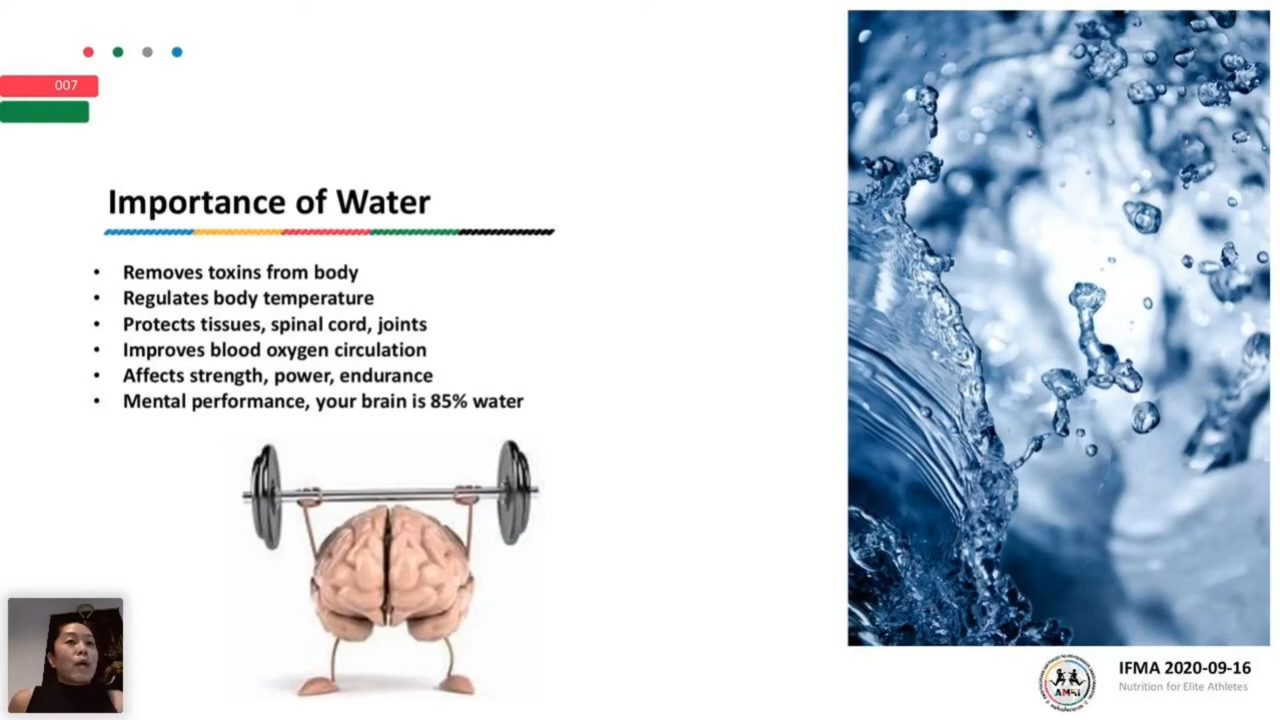 007
Importance of Water
• Removes toxins from body
• Regulates body temperature
• Protects tissues, spinal cord, joints
• Improves blood oxygen circulation
• Affects strength, power, endurance
• Mental performance, your brain is 85% water
AMRI
IFMA 2020-09-16
Nutrition for Elite Athletes